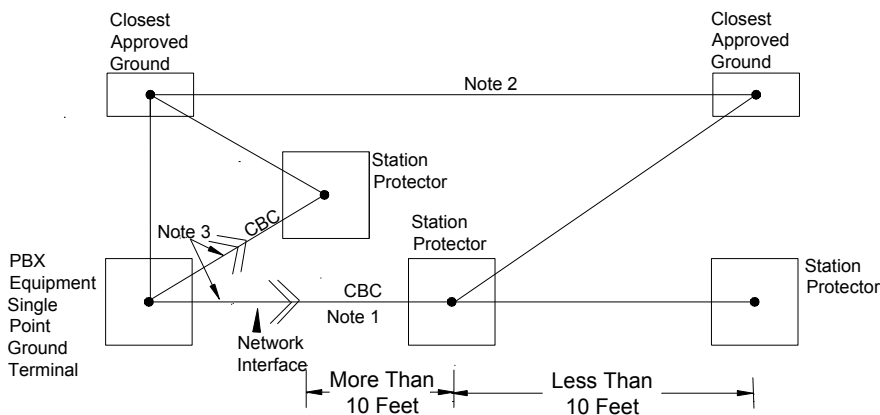 Closest
Approved
Ground
Closest
Approved
Ground
Note 2
Station
Protector
CBC
Note 3
Station
Protector
PBX
Equipment
Single
Point
Ground
Terminal
CBC
Note 1
Network
Interface
Station
Protector
More Than
10 Feet
Less Than
10 Feet